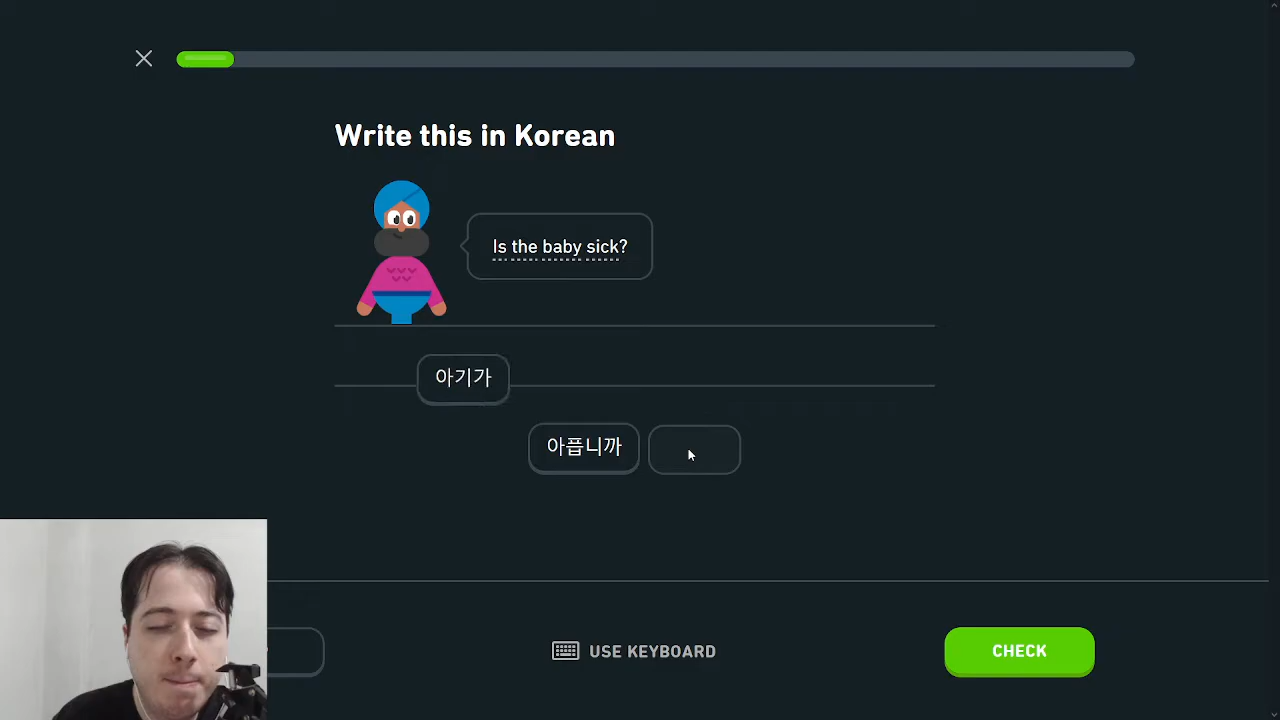 Write this in Korean
Is the baby sick?
아기가
아픕니까
USE KEYBOARD
CHECK